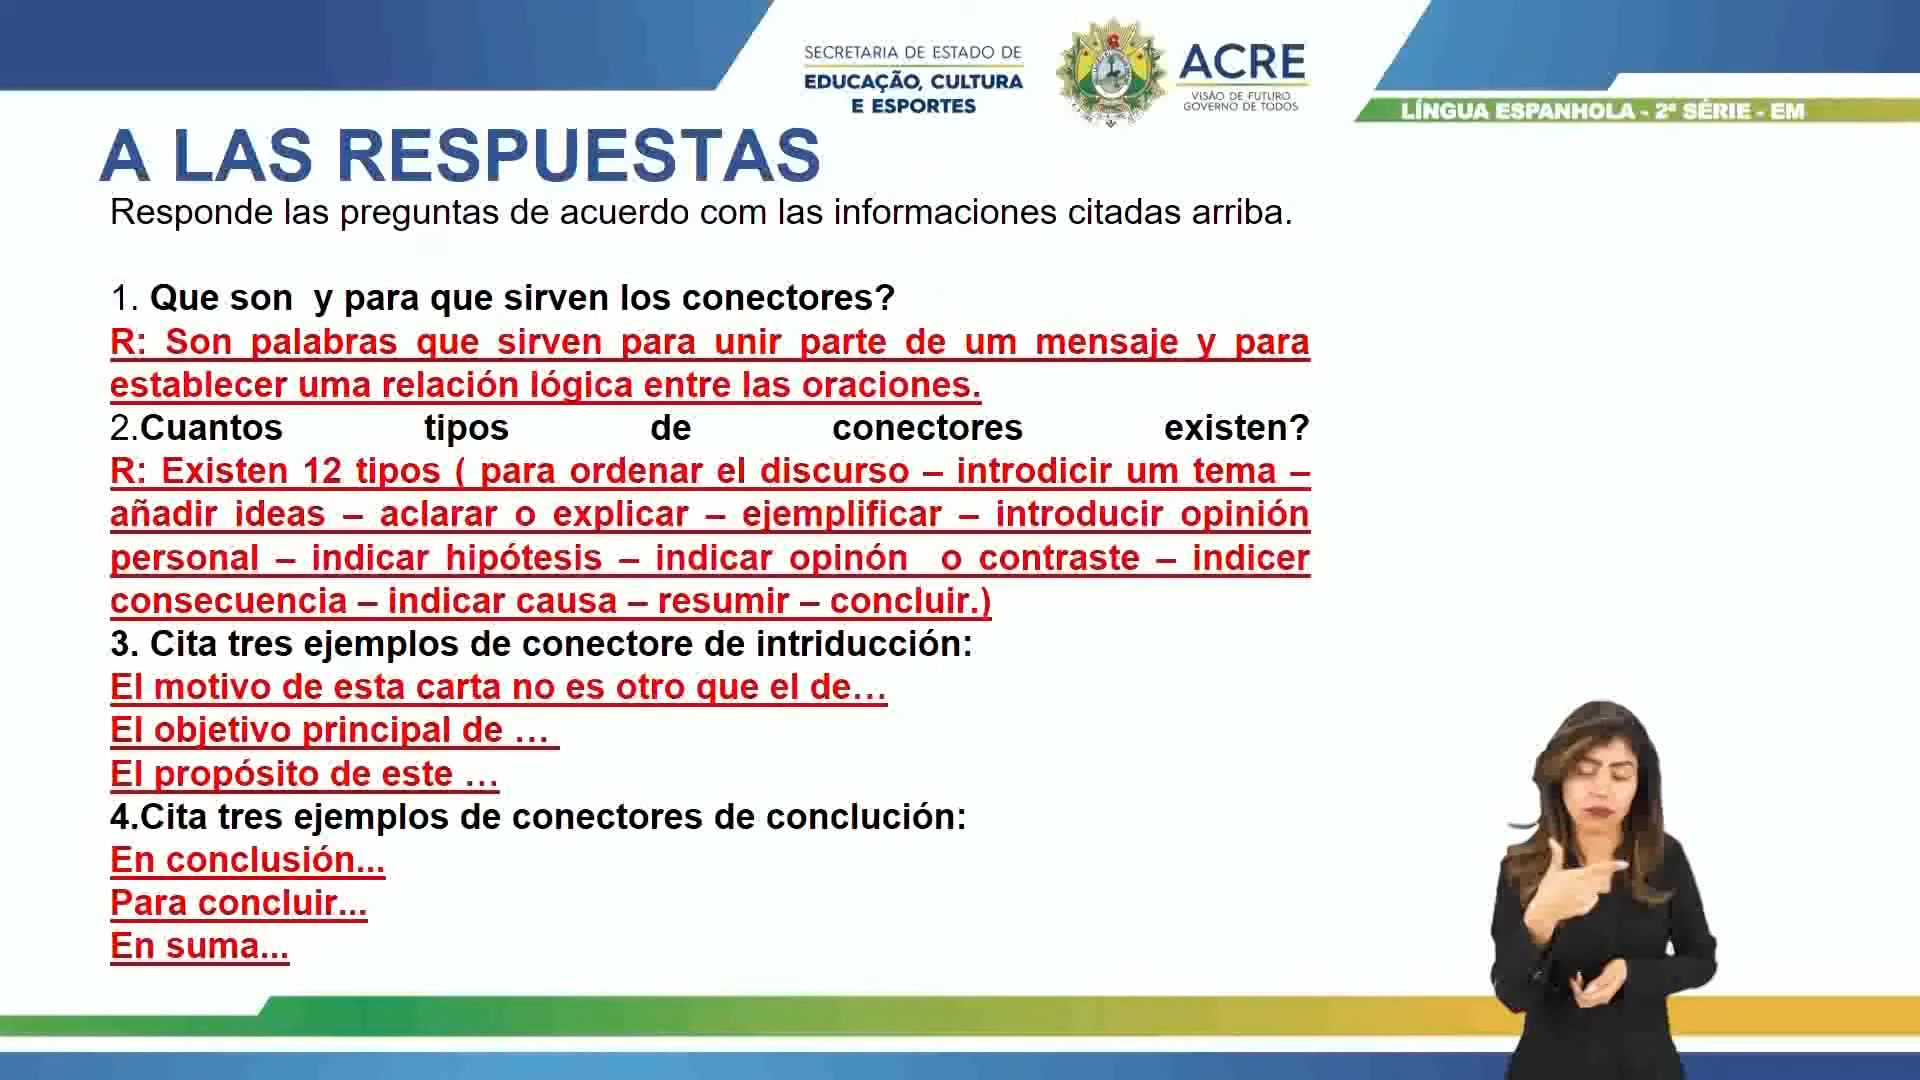 SECRETARIA DE ESTADO DE
EDUCAÇÃO, CULTURA
E ESPORTES
ACRE
VISÃO DE FUTURO
GOVERNO DE TODOS
LÍNGUA ESPANHOLA - 2ª SÉRIE - EM
A LAS RESPUESTAS
Responde las preguntas de acuerdo com las informaciones citadas arriba.
1. Que son y para que sirven los conectores?
R: Son palabras que sirven para unir parte de um mensaje y para
establecer uma relación lógica entre las oraciones.
2.Cuantos tipos de conectores existen?
R: Existen 12 tipos ( para ordenar el discurso – introdicir um tema –
añadir ideas – aclarar o explicar – ejemplificar – introducir opinión
personal – indicar hipótesis – indicar opinón o contraste – indicer
consecuencia – indicar causa – resumir – concluir.)
3. Cita tres ejemplos de conectore de intriducción:
El motivo de esta carta no es otro que el de…
El objetivo principal de …
El propósito de este …
4.Cita tres ejemplos de conectores de conclución:
En conclusión...
Para concluir...
En suma...